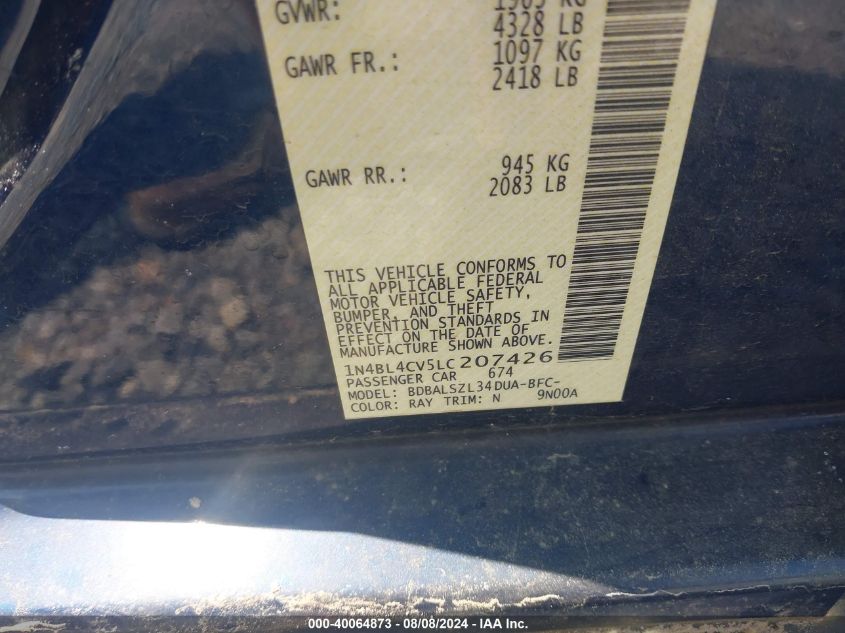 GVWR: 1963 KG
4328 LB
GAWR FR.: 1097 KG
2418 LB
GAWR RR.: 945 KG
2083 LB
THIS VEHICLE CONFORMS TO
ALL APPLICABLE FEDERAL
MOTOR VEHICLE SAFETY,
BUMPER, AND THEFT
PREVENTION STANDARDS IN
EFFECT ON THE DATE OF
MANUFACTURE SHOWN ABOVE.
1N4BL4CV5LC207426
PASSENGER CAR 674
MODEL: BDBALSZL34DUA-BFC-
COLOR: RAY TRIM: N 9N00A
000-40064873 - 08/08/2024 - IAA Inc.